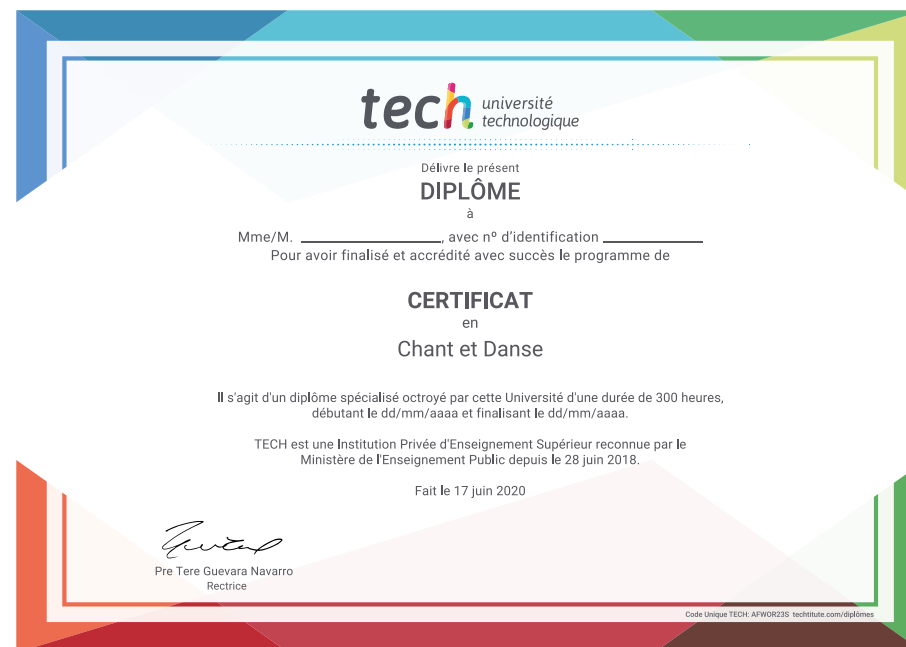 tech université
technologique
Délivre le présent
DIPLÔME
à
Mme/M. ____________________, avec nº d'identification ______________
Pour avoir finalisé et accrédité avec succès le programme de
CERTIFICAT
en
Chant et Danse
Il s'agit d'un diplôme spécialisé octroyé par cette Université d'une durée de 300 heures,
débutant le dd/mm/aaaa et finalisant le dd/mm/aaaa.
TECH est une Institution Privée d'Enseignement Supérieur reconnue par le
Ministère de l'Enseignement Public depuis le 28 juin 2018.
Fait le 17 juin 2020
Pre Tere Guevara Navarro
Rectrice
Code Unique TECH: AFWOR23S techtitute.com/diplômes